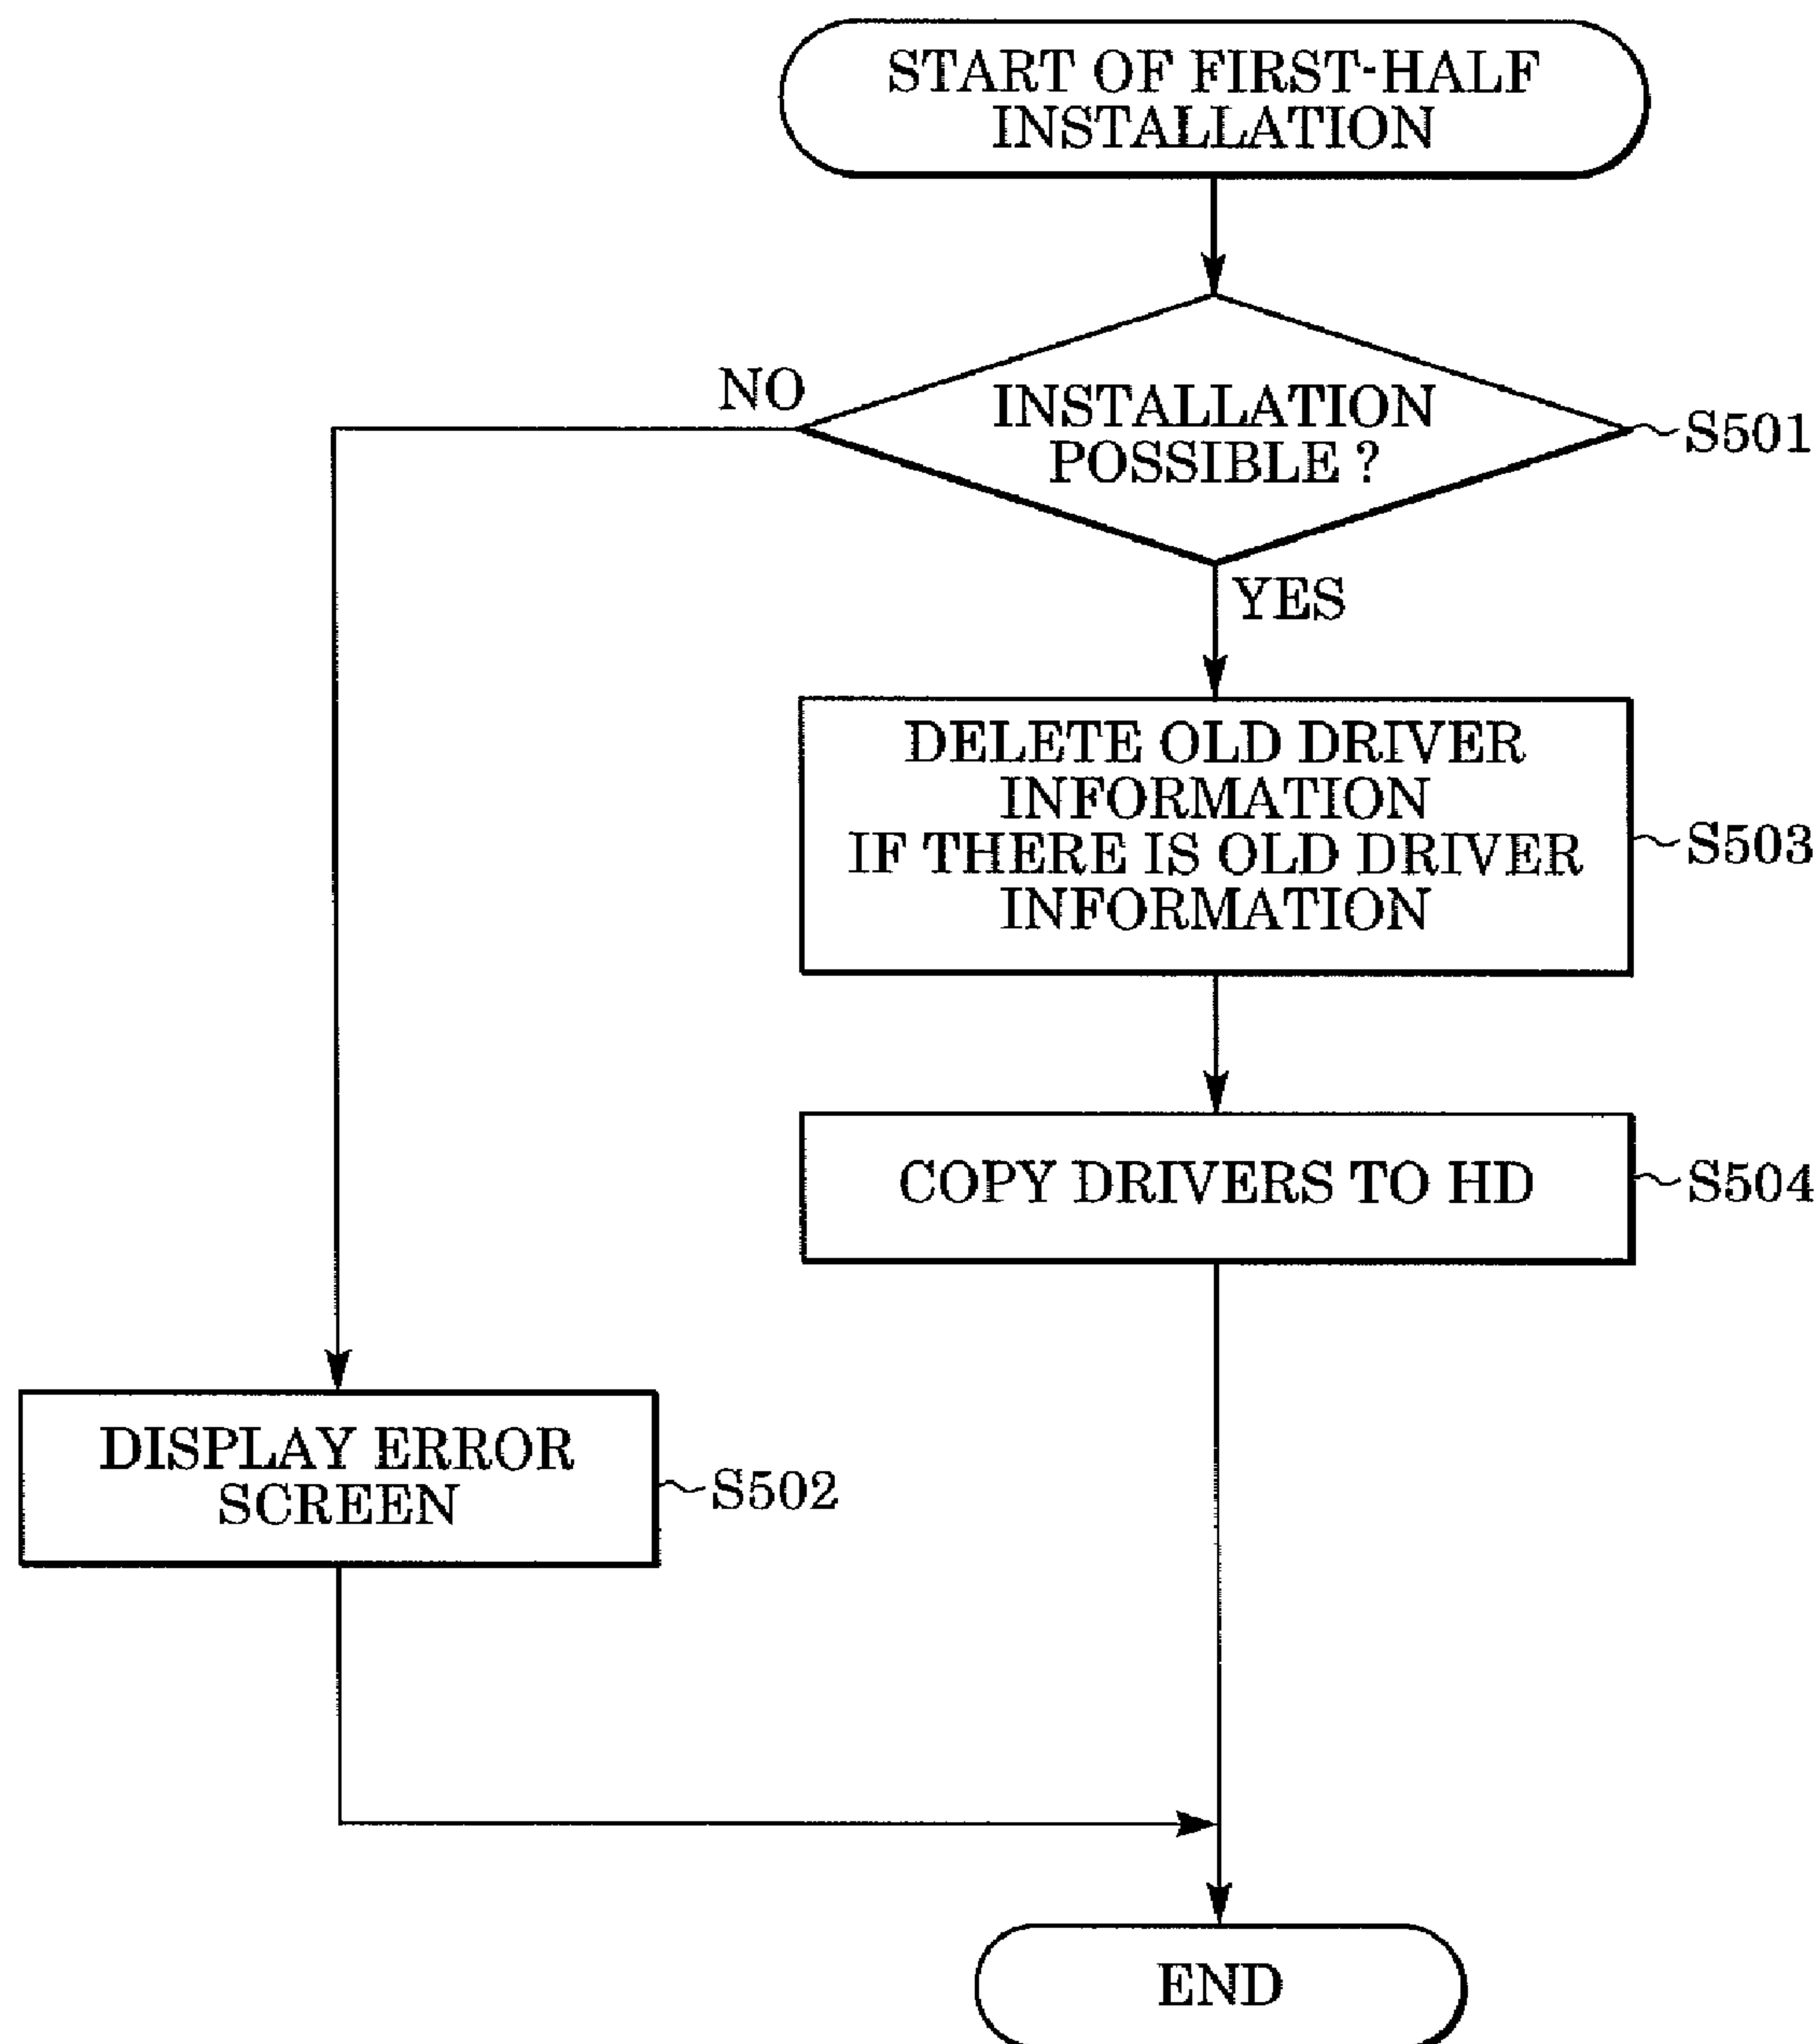 START OF FIRST-HALF
INSTALLATION
NO
INSTALLATION
POSSIBLE ?
S501
YES
DELETE OLD DRIVER
INFORMATION
IF THERE IS OLD DRIVER
INFORMATION
S503
COPY DRIVERS TO HD
S504
DISPLAY ERROR
SCREEN
S502
END